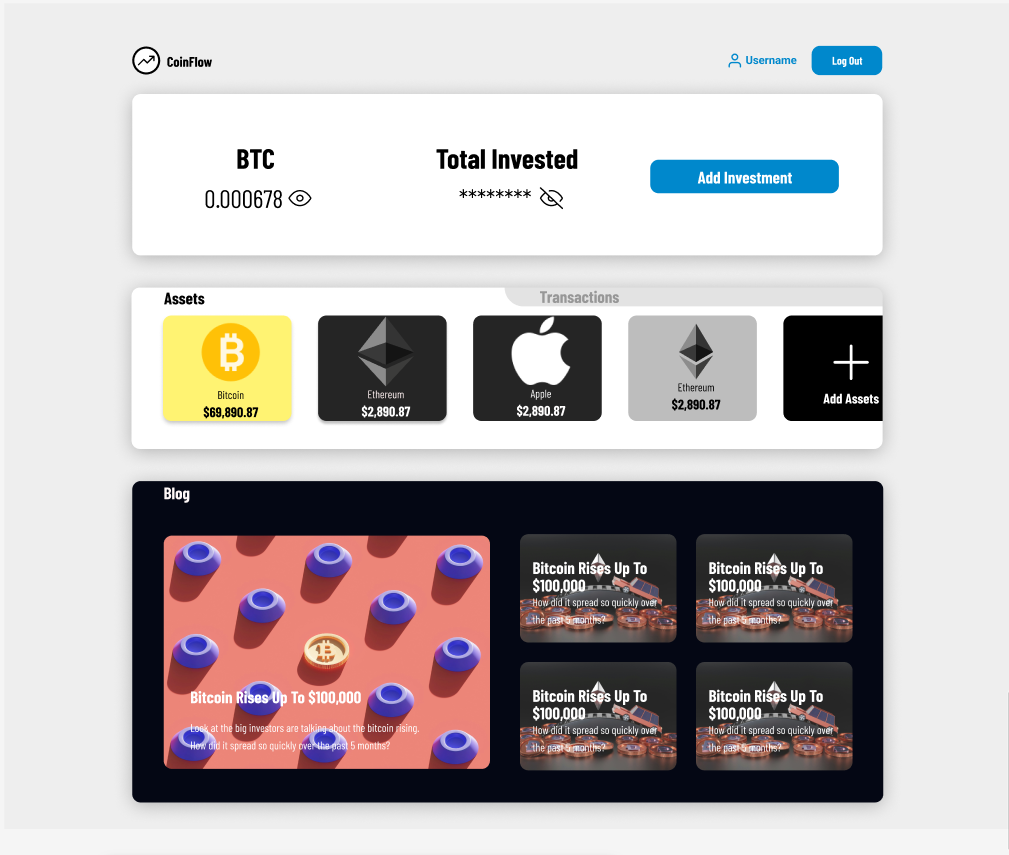 CoinFlow
Username
Log Out
BTC
Total Invested
0.000678
********
Add Investment
Assets
Transactions
Bitcoin
$69,890.87
Ethereum
$2,890.87
Apple
$2,890.87
Ethereum
$2,890.87
Add Assets
Blog
Bitcoin Rises Up To $100,000
Look at the big investors are talking about the bitcoin rising.
How did it spread so quickly over the past 5 months?
Bitcoin Rises Up To
$100,000
How did it spread so quickly over
the past 5 months?
Bitcoin Rises Up To
$100,000
How did it spread so quickly over
the past 5 months?
Bitcoin Rises Up To
$100,000
How did it spread so quickly over
the past 5 months?
Bitcoin Rises Up To
$100,000
How did it spread so quickly over
the past 5 months?